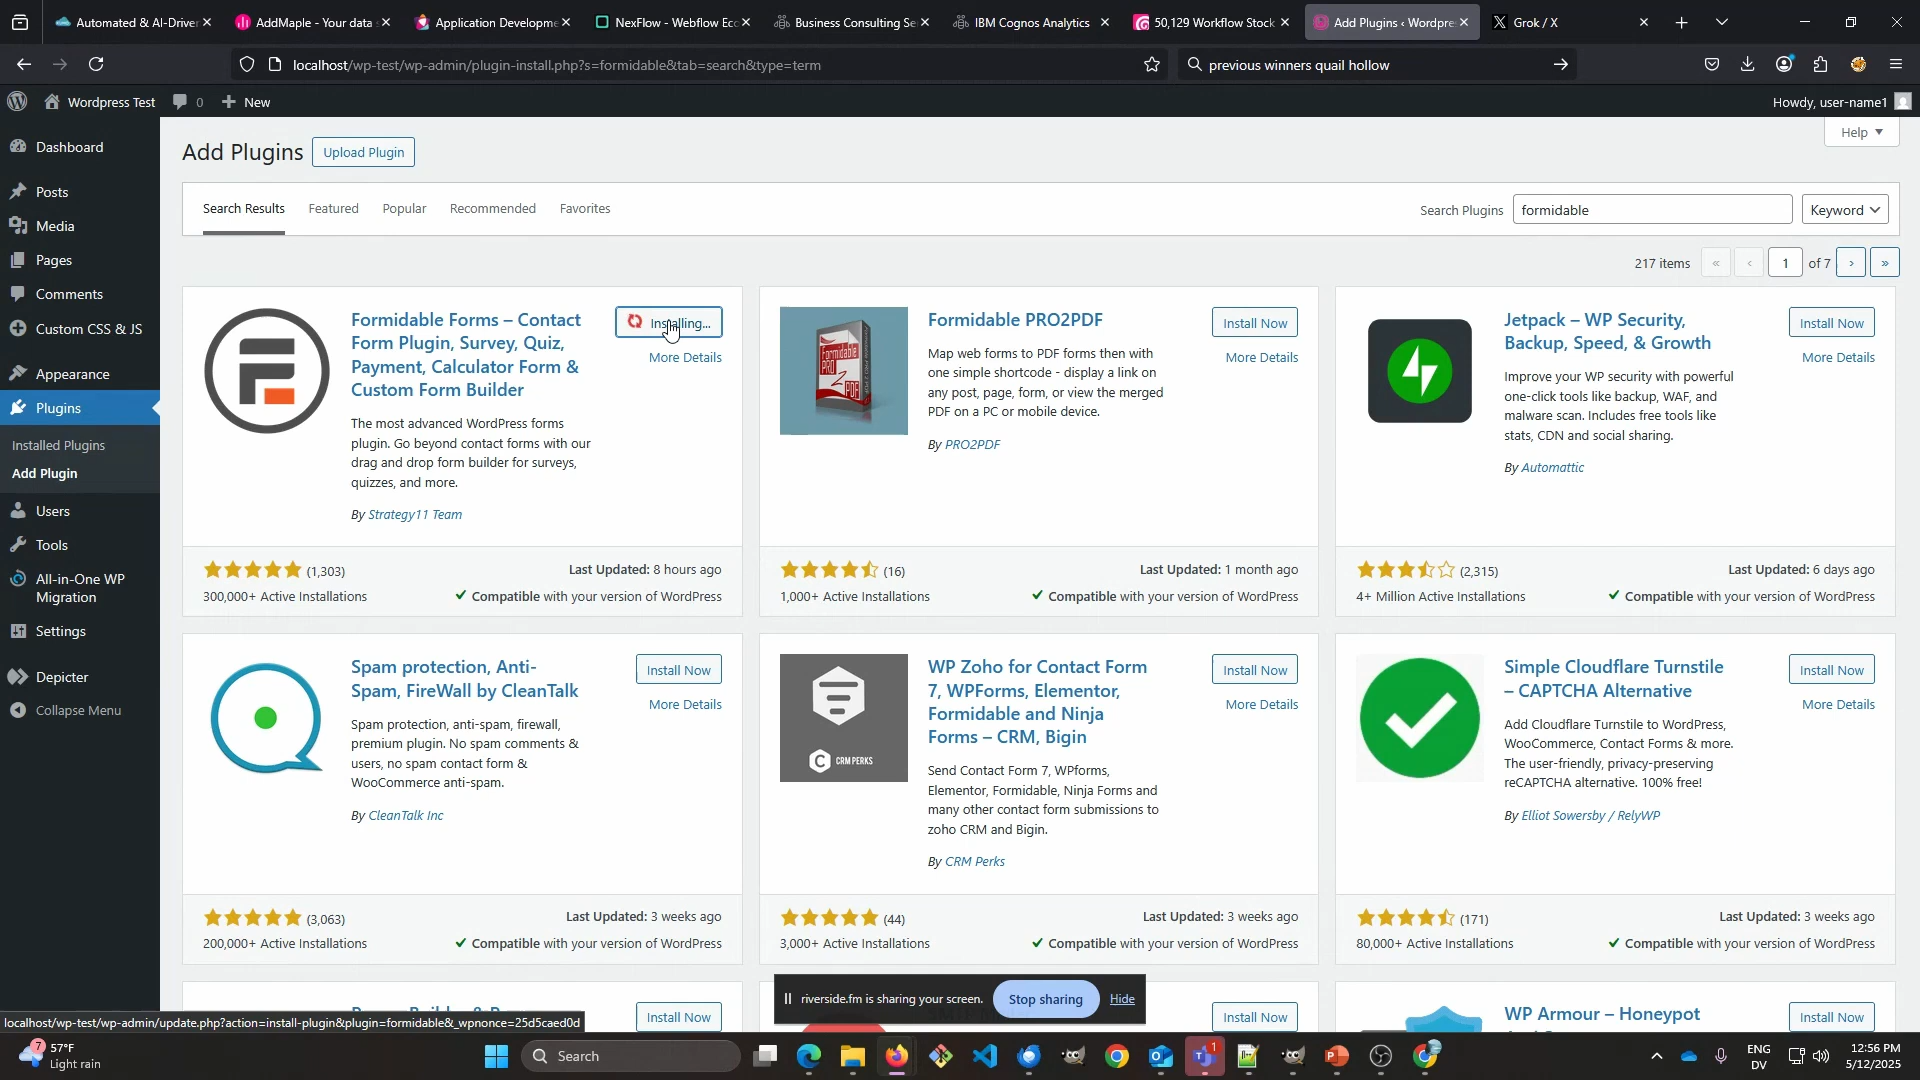 Automated & AI-Driver
AddMaple - Your data
Application Developme
NexFlow - Webflow Ecc
Business Consulting Se
IBM Cognos Analytics
50,129 Workflow Stock
Add Plugins ‹ Wordpre
Grok / X
localhost/wp-test/wp-admin/plugin-install.php?s=formidable&tab=search&type=term
previous winners quail hollow
Wordpress Test
0
New
Howdy, user-name1
Dashboard
Posts
Media
Pages
Comments
Custom CSS & JS
Appearance
Plugins
Installed Plugins
Add Plugin
Users
Tools
All-in-One WP
Migration
Settings
Depicter
Collapse Menu
Help
Add Plugins
Upload Plugin
Search Results
Featured
Popular
Recommended
Favorites
Search Plugins
formidable
Keyword
217 items
«
‹
1
of 7
›
»
Formidable Forms – Contact
Form Plugin, Survey, Quiz,
Payment, Calculator Form &
Custom Form Builder
Installing...
More Details
The most advanced WordPress forms
plugin. Go beyond contact forms with our
drag and drop form builder for surveys,
quizzes, and more.
By Strategy11 Team
(1,303)
Last Updated: 8 hours ago
300,000+ Active Installations
Compatible with your version of WordPress
Formidable PRO2PDF
Install Now
More Details
Map web forms to PDF forms then with
one simple shortcode - display a link on
any post, page, form, or view the merged
PDF on a PC or mobile device.
By PRO2PDF
(16)
Last Updated: 1 month ago
1,000+ Active Installations
Compatible with your version of WordPress
Jetpack – WP Security,
Backup, Speed, & Growth
Install Now
More Details
Improve your WP security with powerful
one-click tools like backup, WAF, and
malware scan. Includes free tools like
stats, CDN and social sharing.
By Automattic
(2,315)
Last Updated: 6 days ago
4+ Million Active Installations
Compatible with your version of WordPress
Spam protection, Anti-
Spam, FireWall by CleanTalk
Install Now
More Details
Spam protection, anti-spam, firewall,
premium plugin. No spam comments &
users, no spam contact form &
WooCommerce anti-spam.
By CleanTalk Inc
(3,063)
Last Updated: 3 weeks ago
200,000+ Active Installations
Compatible with your version of WordPress
CRM PERKS
WP Zoho for Contact Form
7, WPForms, Elementor,
Formidable and Ninja
Forms – CRM, Bigin
Install Now
More Details
Send Contact Form 7, WPforms,
Elementor, Formidable, Ninja Forms and
many other contact form submissions to
zoho CRM and Bigin.
By CRM Perks
(44)
Last Updated: 3 weeks ago
3,000+ Active Installations
Compatible with your version of WordPress
Simple Cloudflare Turnstile
– CAPTCHA Alternative
Install Now
More Details
Add Cloudflare Turnstile to WordPress,
WooCommerce, Contact Forms & more.
The user-friendly, privacy-preserving
reCAPTCHA alternative. 100% free!
By Elliot Sowersby / RelyWP
(171)
Last Updated: 3 weeks ago
80,000+ Active Installations
Compatible with your version of WordPress
Install Now
Install Now
WP Armour – Honeypot
Install Now
riverside.fm is sharing your screen.
Stop sharing
Hide
localhost/wp-test/wp-admin/update.php?action=install-plugin&plugin=formidable&_wpnonce=25d5caed0d
7
57°F
Light rain
Search
1
ENG
DV
12:56 PM
5/12/2025